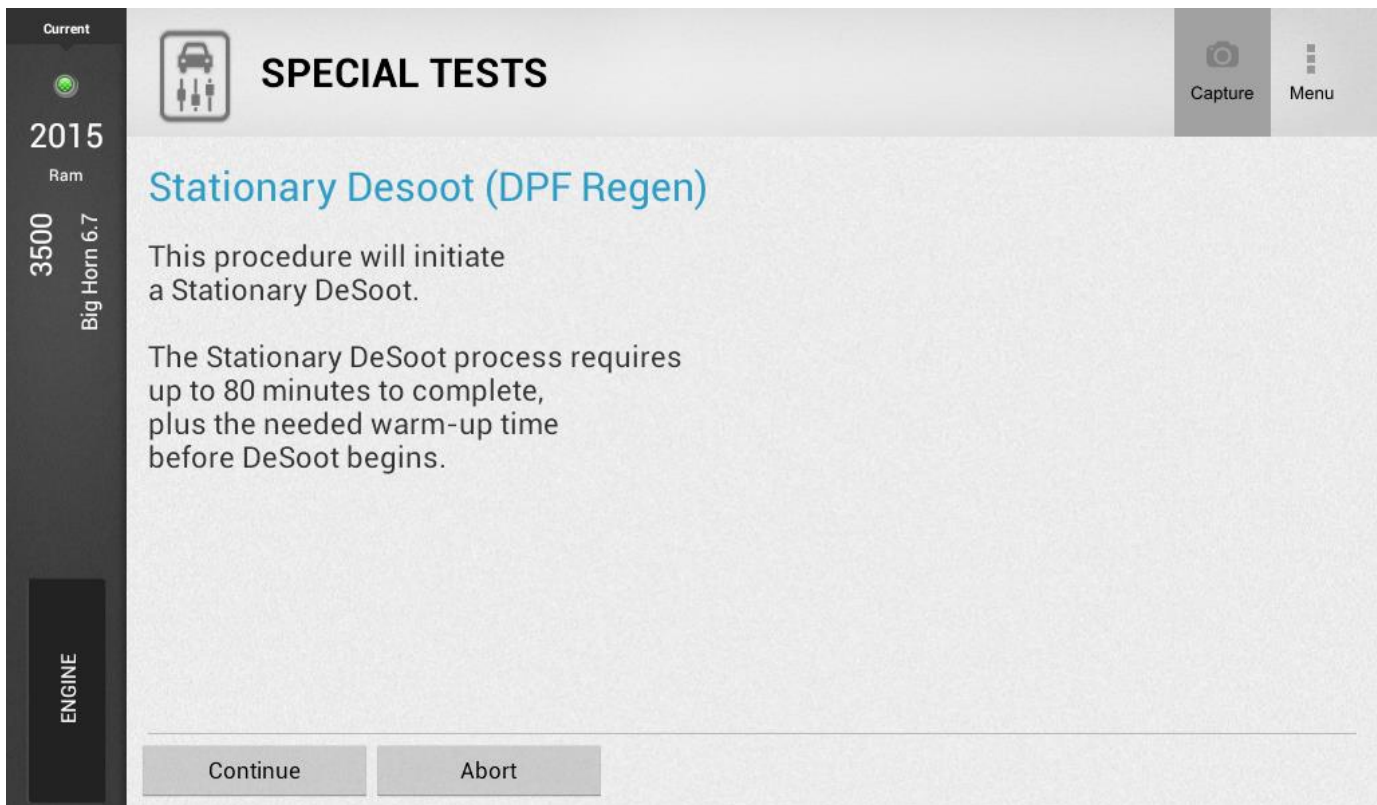 Current
2015
Ram
3500
Big Horn 6.7
ENGINE
SPECIAL TESTS
Capture
Menu
Stationary Desoot (DPF Regen)
This procedure will initiate
a Stationary DeSoot.
The Stationary DeSoot process requires
up to 80 minutes to complete,
plus the needed warm-up time
before DeSoot begins.
Continue
Abort